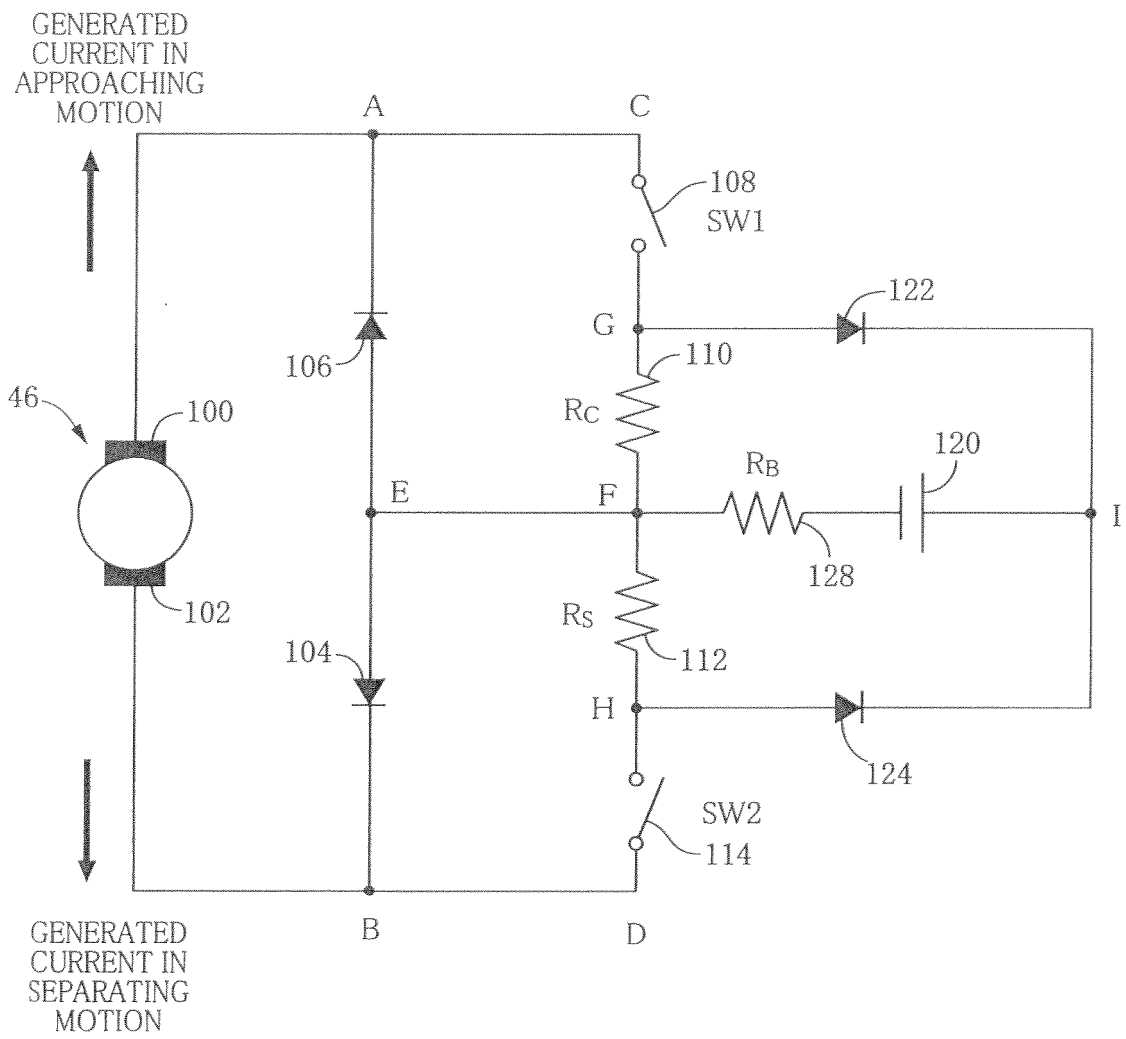 GENERATED
CURRENT IN
APPROACHING
MOTION
A
C
108
SW1
122
G
110
106
RC
46
100
RB
120
E
F
I
128
102
RS
104
112
H
124
SW2
114
B
D
GENERATED
CURRENT IN
SEPARATING
MOTION